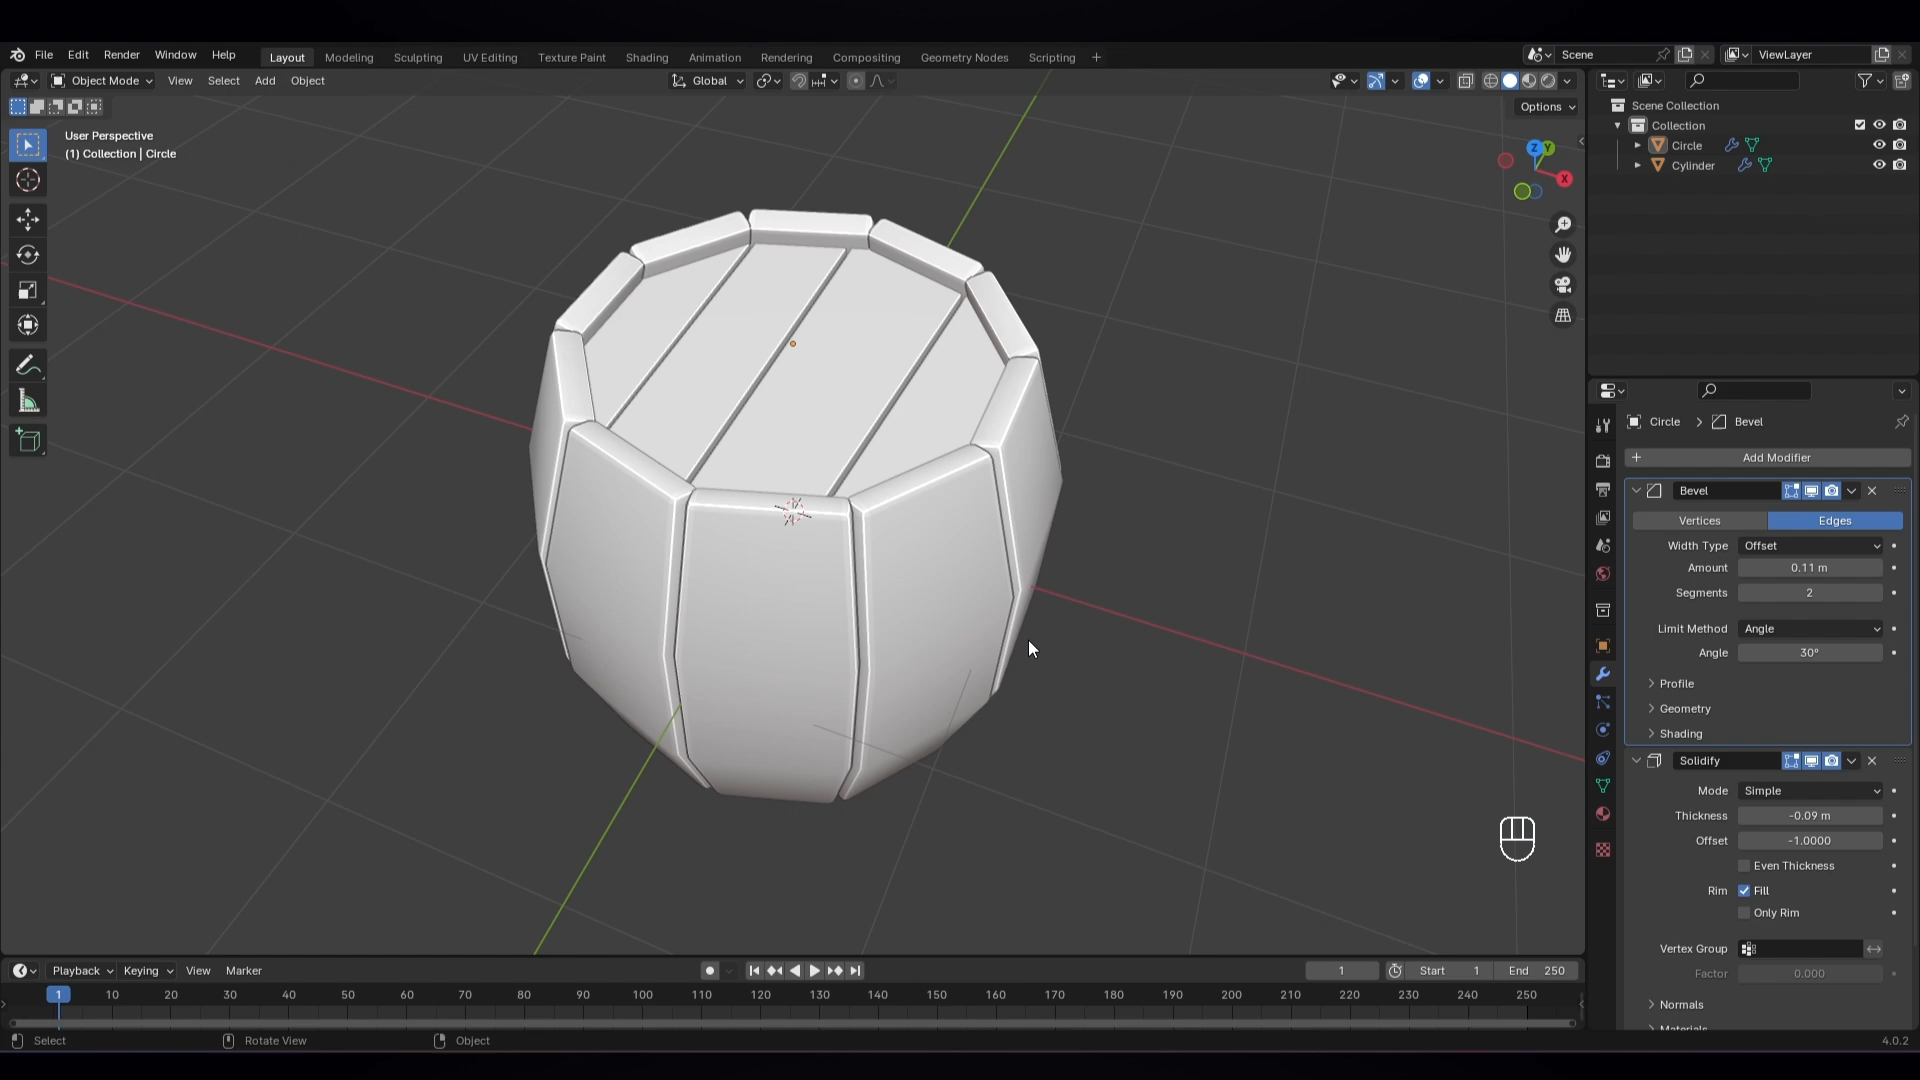 File Edit Render Window Help Layout Modeling Sculpting UV Editing Texture Paint Shading Animation Rendering Compositing Geometry Nodes Scripting + Scene ViewLayer
Object Mode View Select Add Object Global
Options
User Perspective
(1) Collection | Circle
Z Y
X
Scene Collection
Collection
Circle
Cylinder
Circle > Bevel
+ Add Modifier
Bevel
Vertices Edges
Width Type Offset
Amount 0.11 m
Segments 2
Limit Method Angle
Angle 30°
Profile
Geometry
Shading
Solidify
Mode Simple
Thickness -0.09 m
Offset -1.0000
Even Thickness
Rim Fill
Only Rim
Vertex Group
Factor 0.000
Normals
Materials
Playback Keying View Marker 1 Start 1 End 250
1 10 20 30 40 50 60 70 80 90 100 110 120 130 140 150 160 170 180 190 200 210 220 230 240 250
Select Rotate View Object 4.0.2